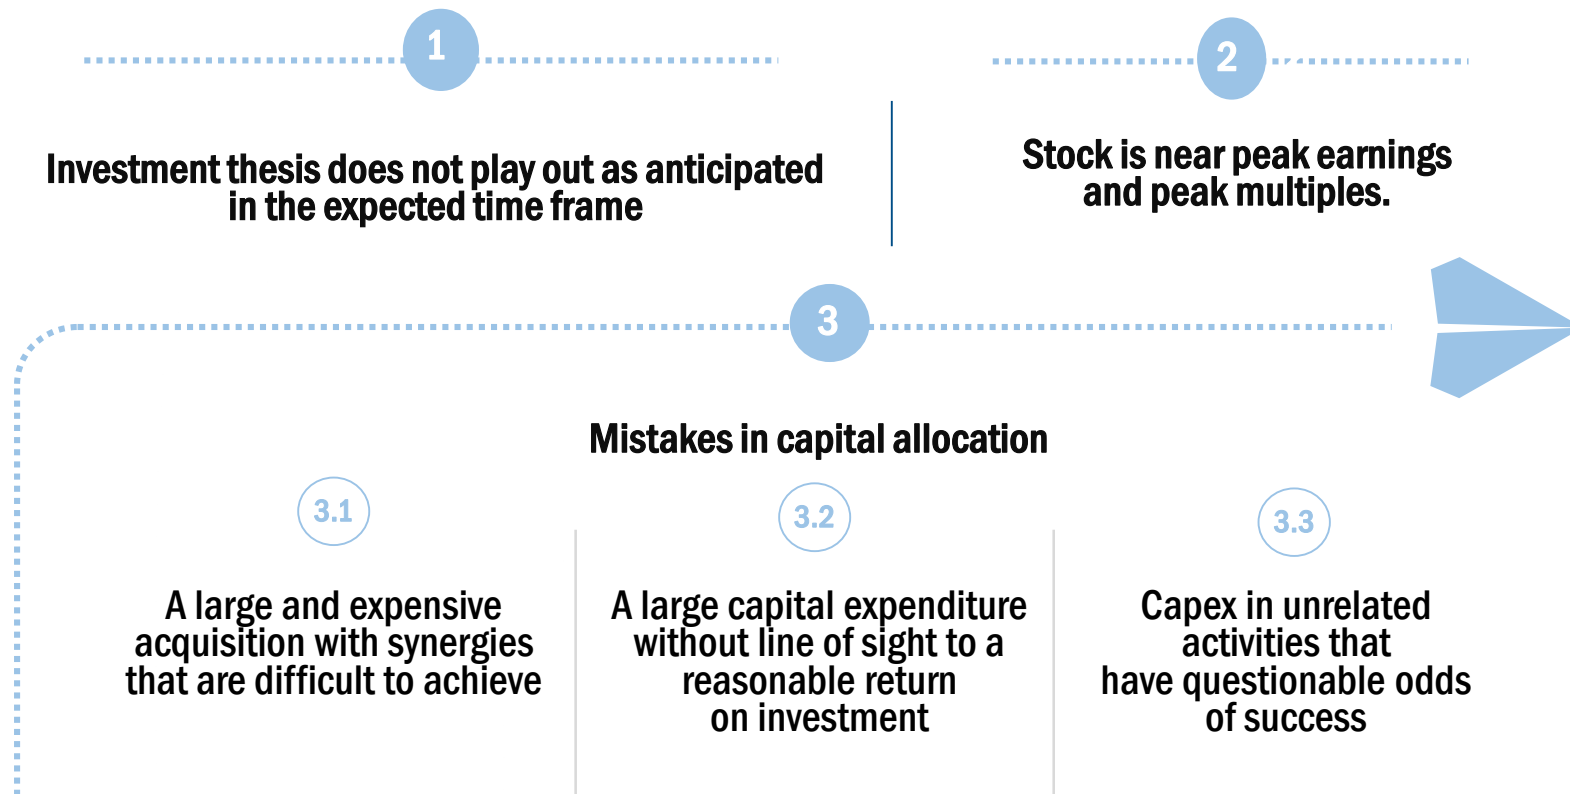 1
Investment thesis does not play out as anticipated
in the expected time frame
2
Stock is near peak earnings
and peak multiples.
3
Mistakes in capital allocation
3.1
A large and expensive
acquisition with synergies
that are difficult to achieve
3.2
A large capital expenditure
without line of sight to a
reasonable return
on investment
3.3
Capex in unrelated
activities that
have questionable odds
of success